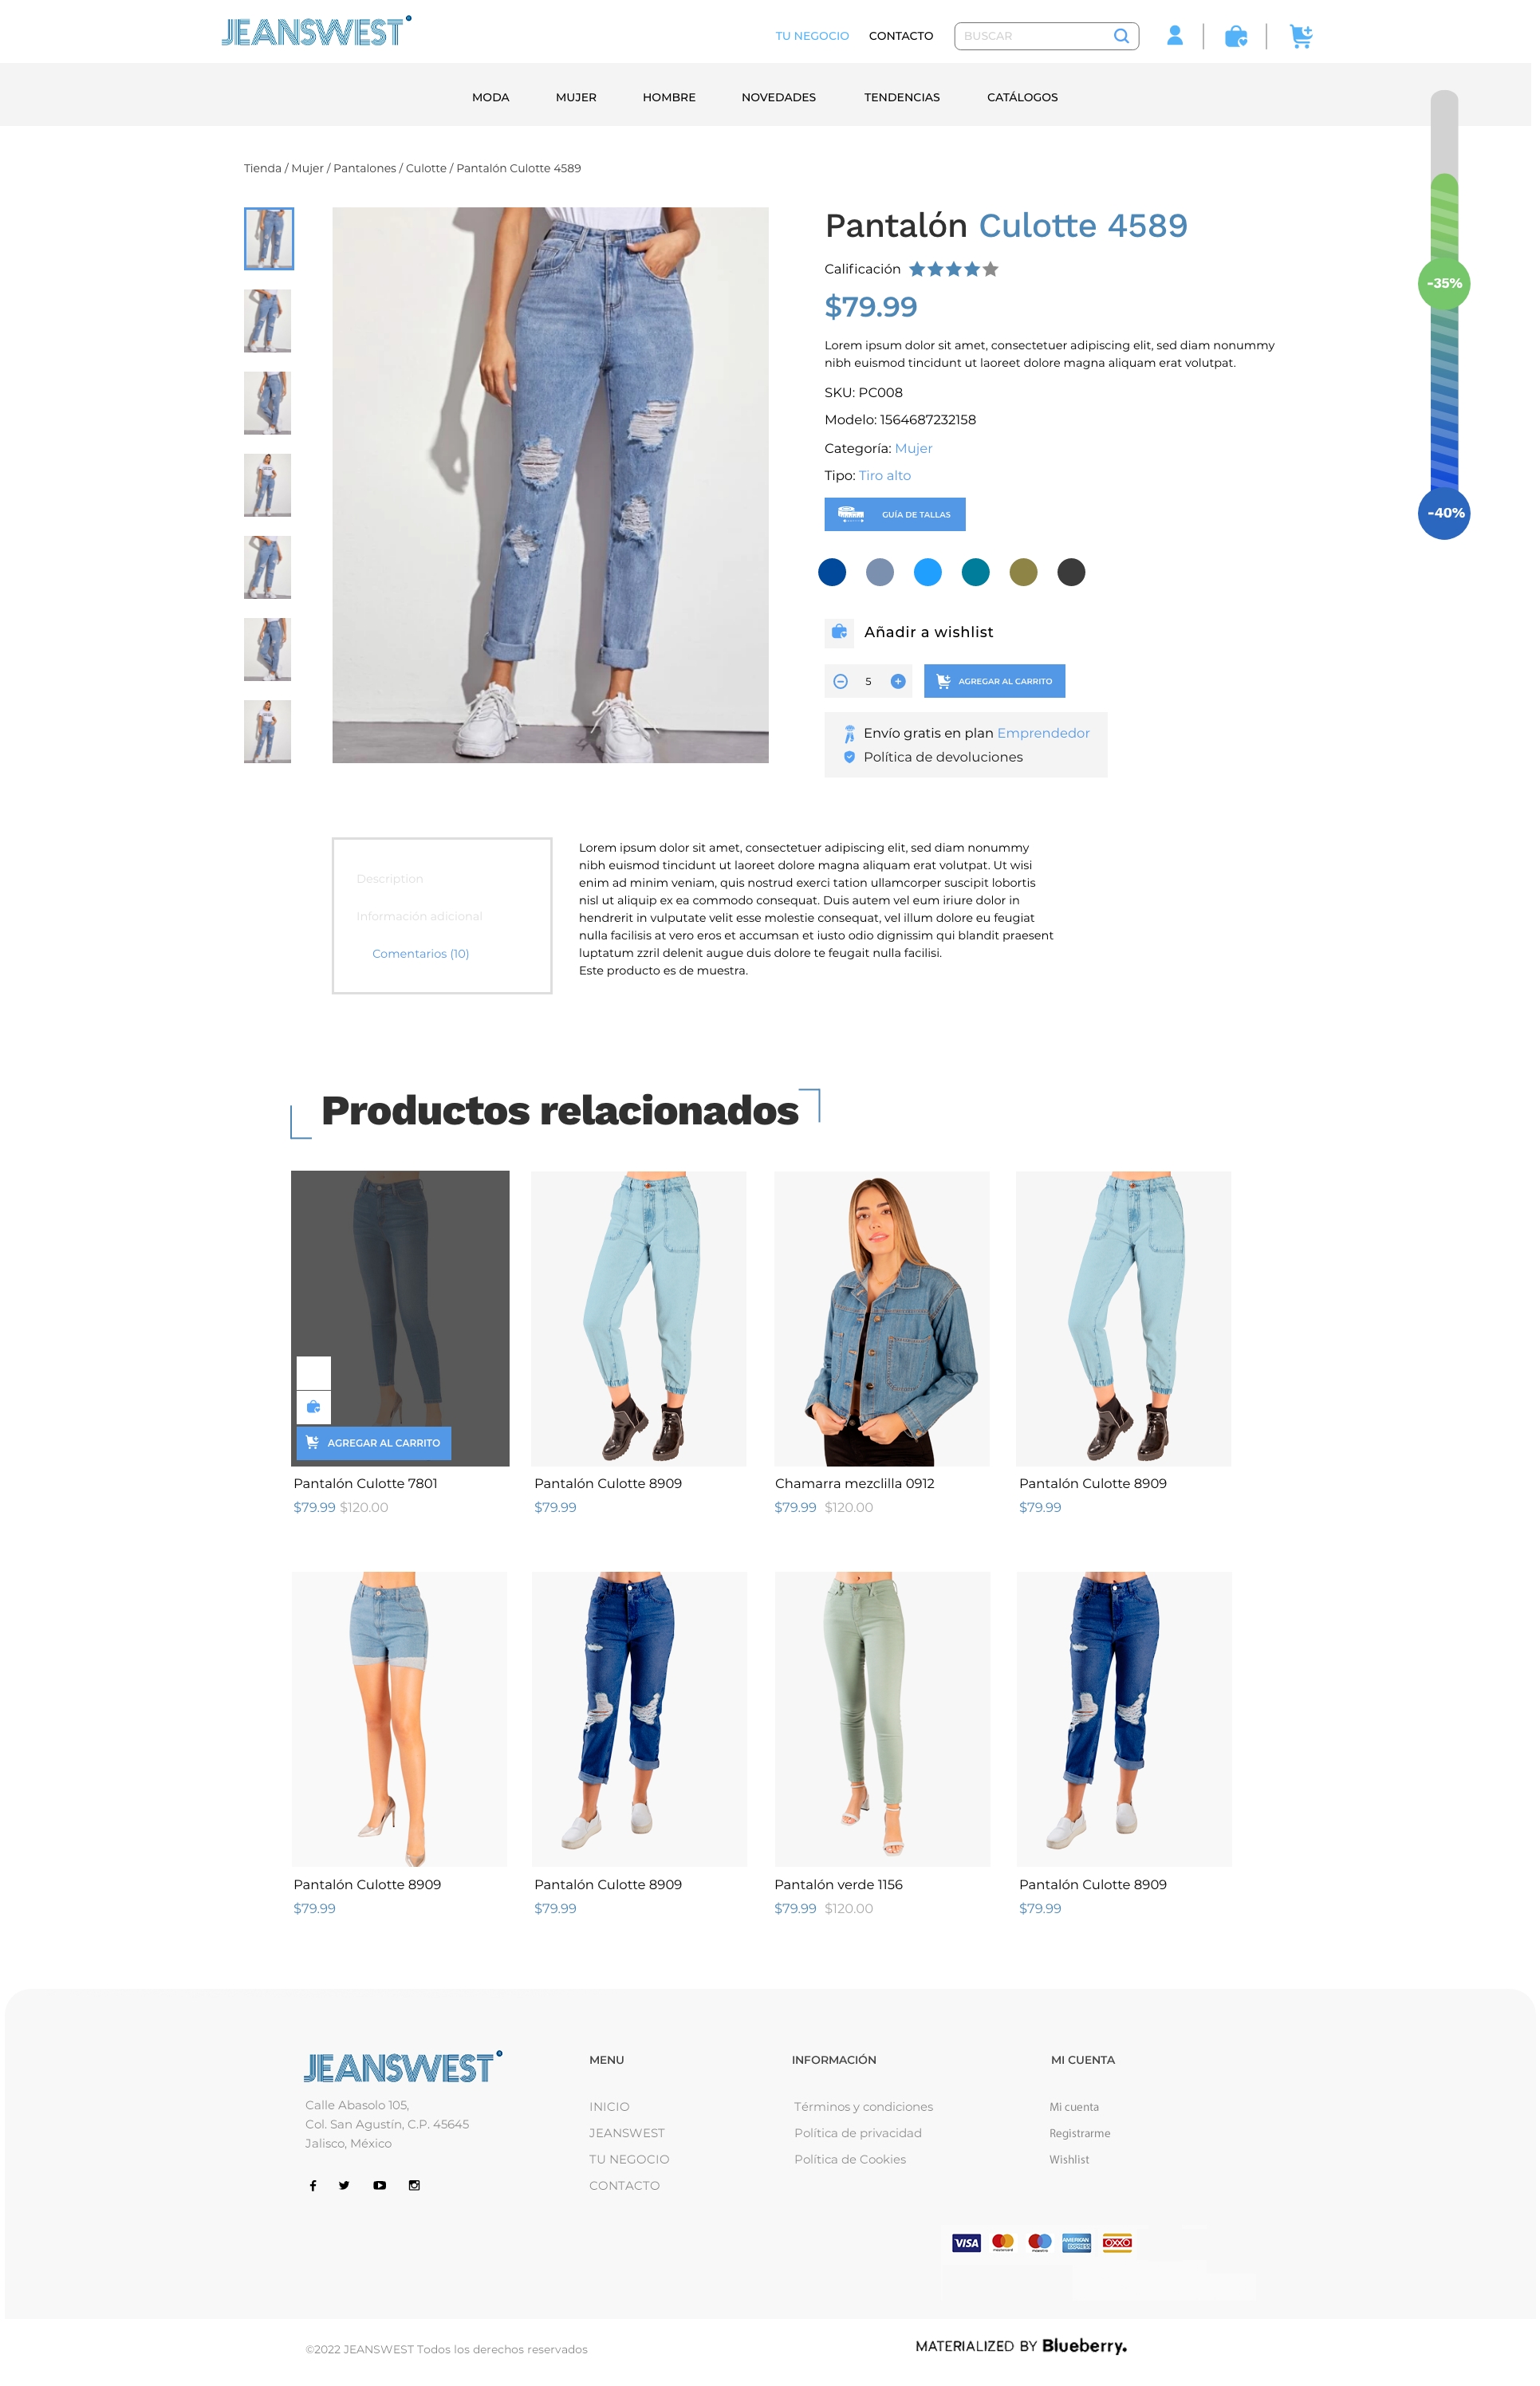 JEANSWEST
TU NEGOCIO
CONTACTO
BUSCAR
MODA
MUJER
HOMBRE
NOVEDADES
TENDENCIAS
CATÁLOGOS
Tienda / Mujer / Pantalones / Culotte / Pantalón Culotte 4589
Pantalón Culotte 4589
Calificación
$79.99
Lorem ipsum dolor sit amet, consectetuer adipiscing elit, sed diam nonummy
nibh euismod tincidunt ut laoreet dolore magna aliquam erat volutpat.
SKU: PC008
Modelo: 1564687232158
Categoría: Mujer
Tipo: Tiro alto
GUÍA DE TALLAS
Añadir a wishlist
5
AGREGAR AL CARRITO
Envío gratis en plan Emprendedor
Política de devoluciones
-35%
-40%
Description
Información adicional
Comentarios (10)
Lorem ipsum dolor sit amet, consectetuer adipiscing elit, sed diam nonummy
nibh euismod tincidunt ut laoreet dolore magna aliquam erat volutpat. Ut wisi
enim ad minim veniam, quis nostrud exerci tation ullamcorper suscipit lobortis
nisl ut aliquip ex ea commodo consequat. Duis autem vel eum iriure dolor in
hendrerit in vulputate velit esse molestie consequat, vel illum dolore eu feugiat
nulla facilisis at vero eros et accumsan et iusto odio dignissim qui blandit praesent
luptatum zzril delenit augue duis dolore te feugait nulla facilisi.
Este producto es de muestra.
Productos relacionados
AGREGAR AL CARRITO
Pantalón Culotte 7801
$79.99 $120.00
Pantalón Culotte 8909
$79.99
Chamarra mezclilla 0912
$79.99 $120.00
Pantalón Culotte 8909
$79.99
Pantalón Culotte 8909
$79.99
Pantalón Culotte 8909
$79.99
Pantalón verde 1156
$79.99 $120.00
Pantalón Culotte 8909
$79.99
JEANSWEST
Calle Abasolo 105,
Col. San Agustín, C.P. 45645
Jalisco, México
MENU
INICIO
JEANSWEST
TU NEGOCIO
CONTACTO
INFORMACIÓN
Términos y condiciones
Política de privacidad
Política de Cookies
MI CUENTA
Mi cuenta
Registrarme
Wishlist
VISA
mastercard
maestro
AMERICAN
EXPRESS
OXXO
©2022 JEANSWEST Todos los derechos reservados
MATERIALIZED BY Blueberry.